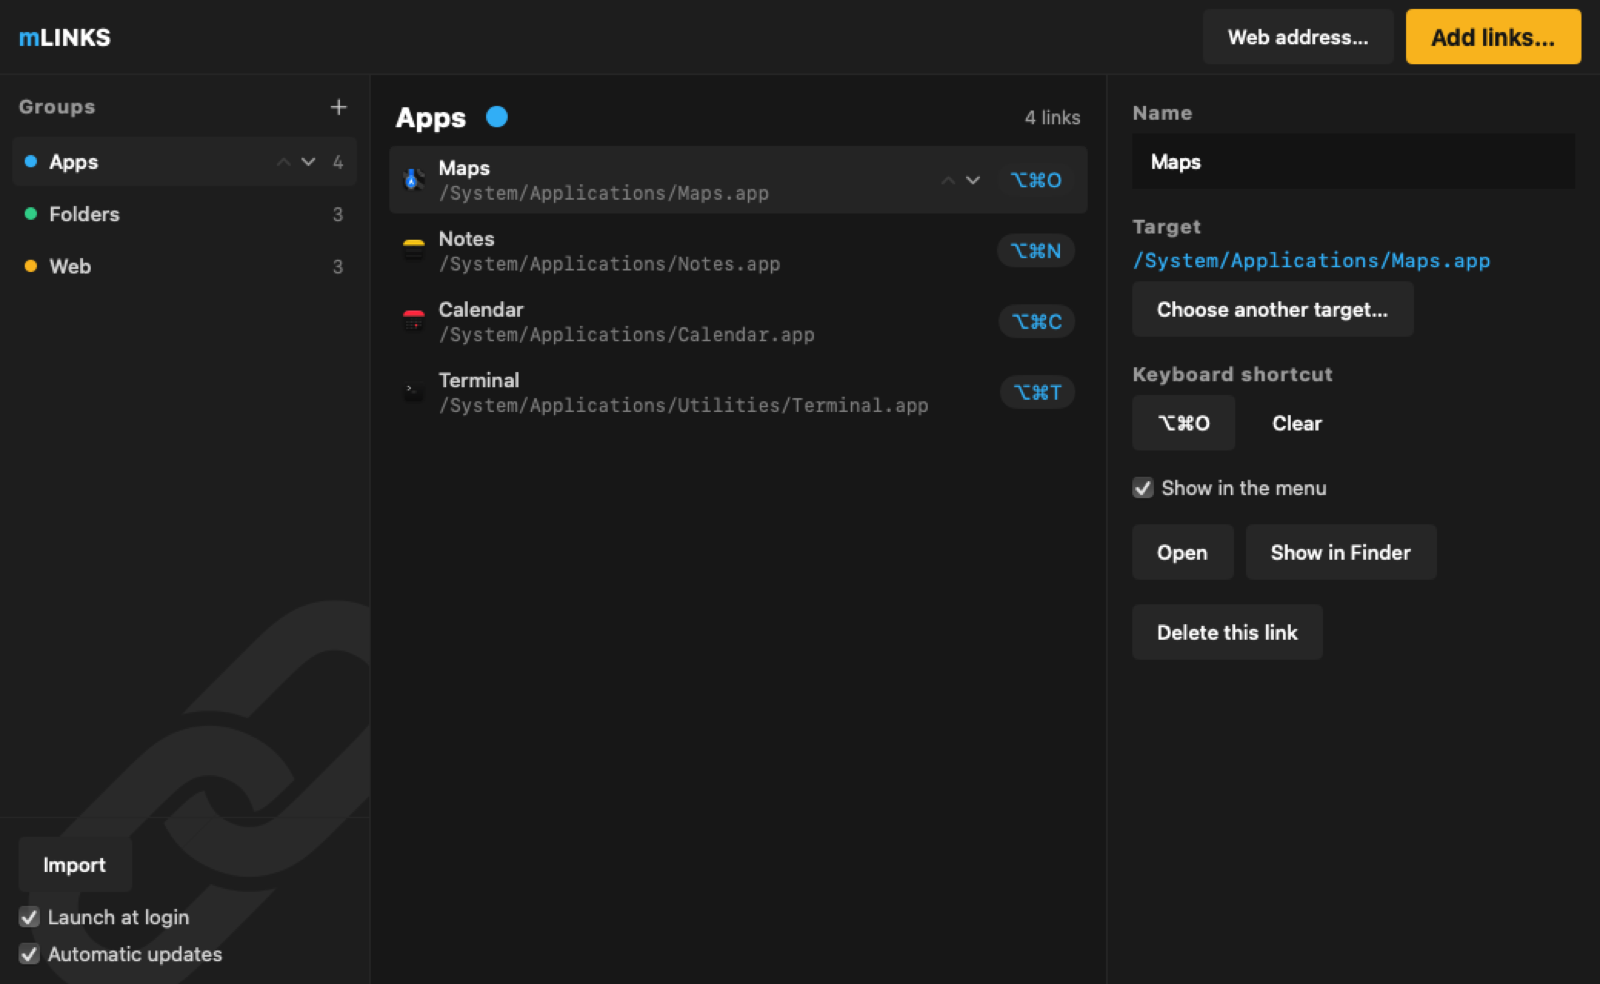 mLINKS
Web address...
Add links...
Groups
+
Apps
4
Folders
3
Web
3
Import
Launch at login
Automatic updates
Apps
4 links
Maps
/System/Applications/Maps.app
⌥⌘O
Notes
/System/Applications/Notes.app
⌥⌘N
Calendar
/System/Applications/Calendar.app
⌥⌘C
Terminal
/System/Applications/Utilities/Terminal.app
⌥⌘T
Name
Maps
Target
/System/Applications/Maps.app
Choose another target...
Keyboard shortcut
⌥⌘O
Clear
Show in the menu
Open
Show in Finder
Delete this link